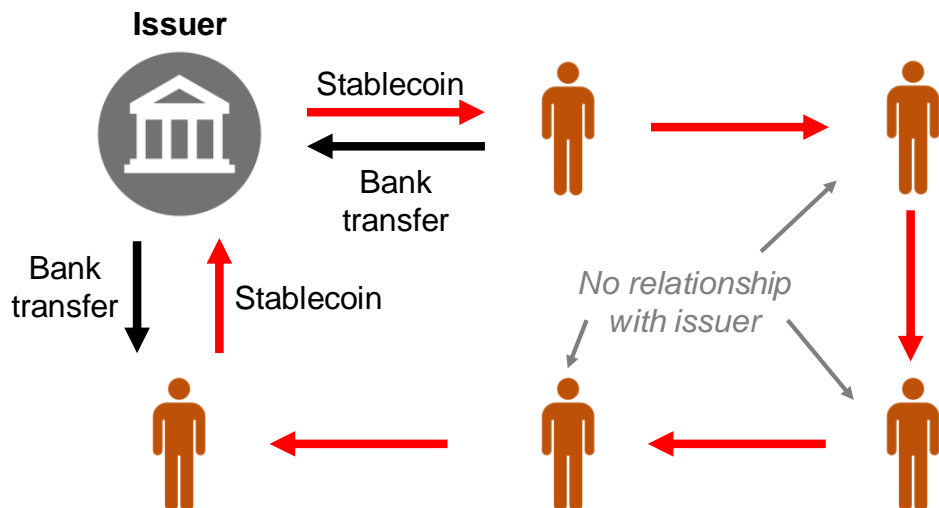 Issuer
Stablecoin
Bank
transfer
Bank
transfer
Stablecoin
No relationship
with issuer